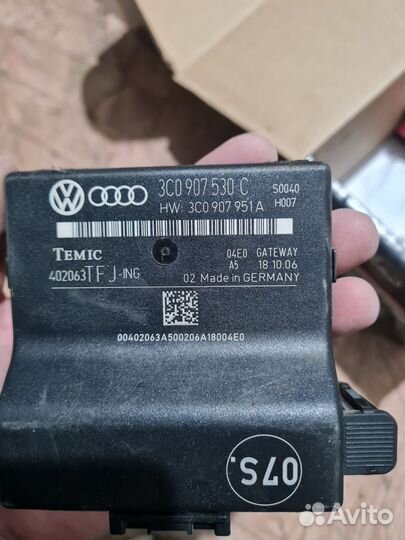 3C0 907 530 C
S0040
HW: 3C0 907 951 A
H007
TEMIC
04E0 GATEWAY
402063TFJ-ING
A5 18.10.06
02 Made in GERMANY
00402063A500206A18004E0
07S.
Avito